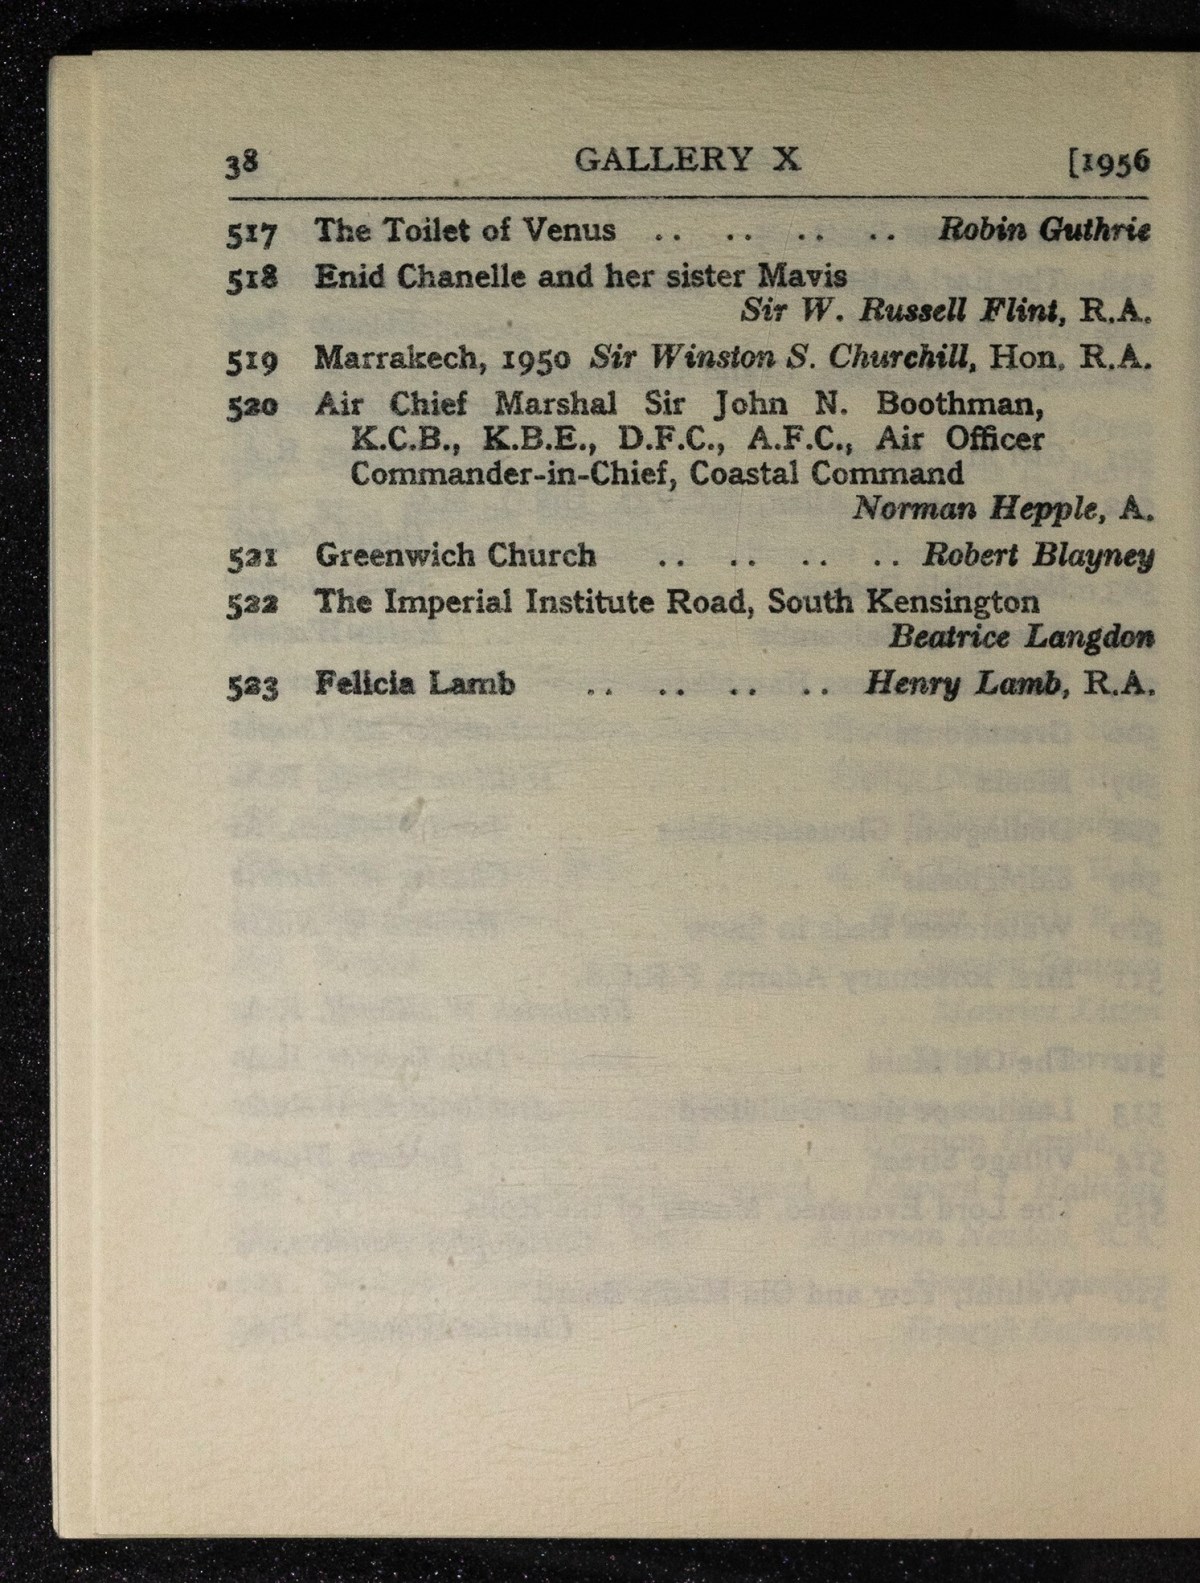 38 GALLERY X [1956
517 The Toilet of Venus .. .. .. .. Robin Guthrie
518 Enid Chanelle and her sister Mavis
Sir W. Russell Flint, R.A.
519 Marrakech, 1950 Sir Winston S. Churchill, Hon. R.A.
520 Air Chief Marshal Sir John N. Boothman,
K.C.B., K.B.E., D.F.C., A.F.C., Air Officer
Commander-in-Chief, Coastal Command
Norman Hepple, A.
521 Greenwich Church .. .. .. .. Robert Blayney
522 The Imperial Institute Road, South Kensington
Beatrice Langdon
523 Felicia Lamb .. .. .. .. Henry Lamb, R.A.